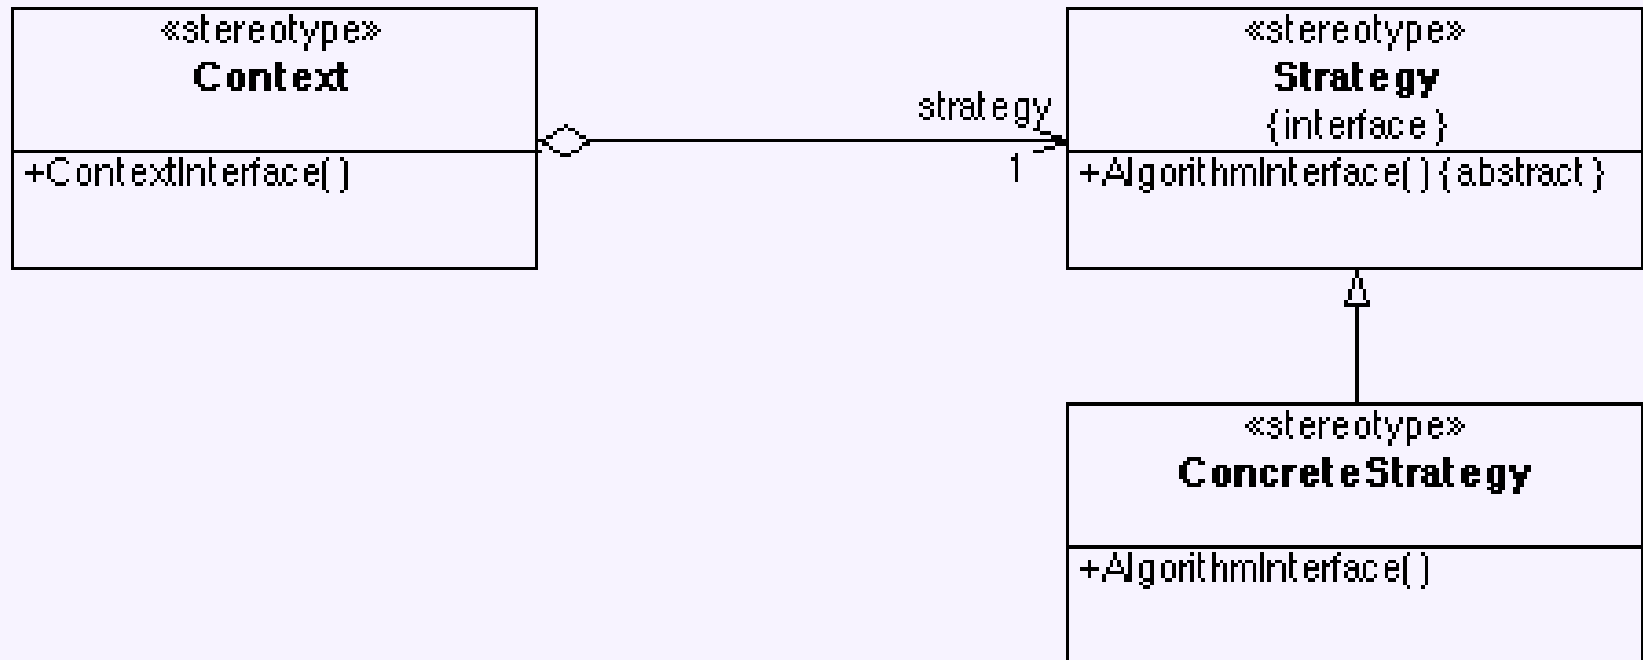 «stereotype»
Context
+ContextInterface()
strategy
1
«stereotype»
Strategy
{interface}
+AlgorithmInterface(){abstract}
«stereotype»
ConcreteStrategy
+AlgorithmInterface()